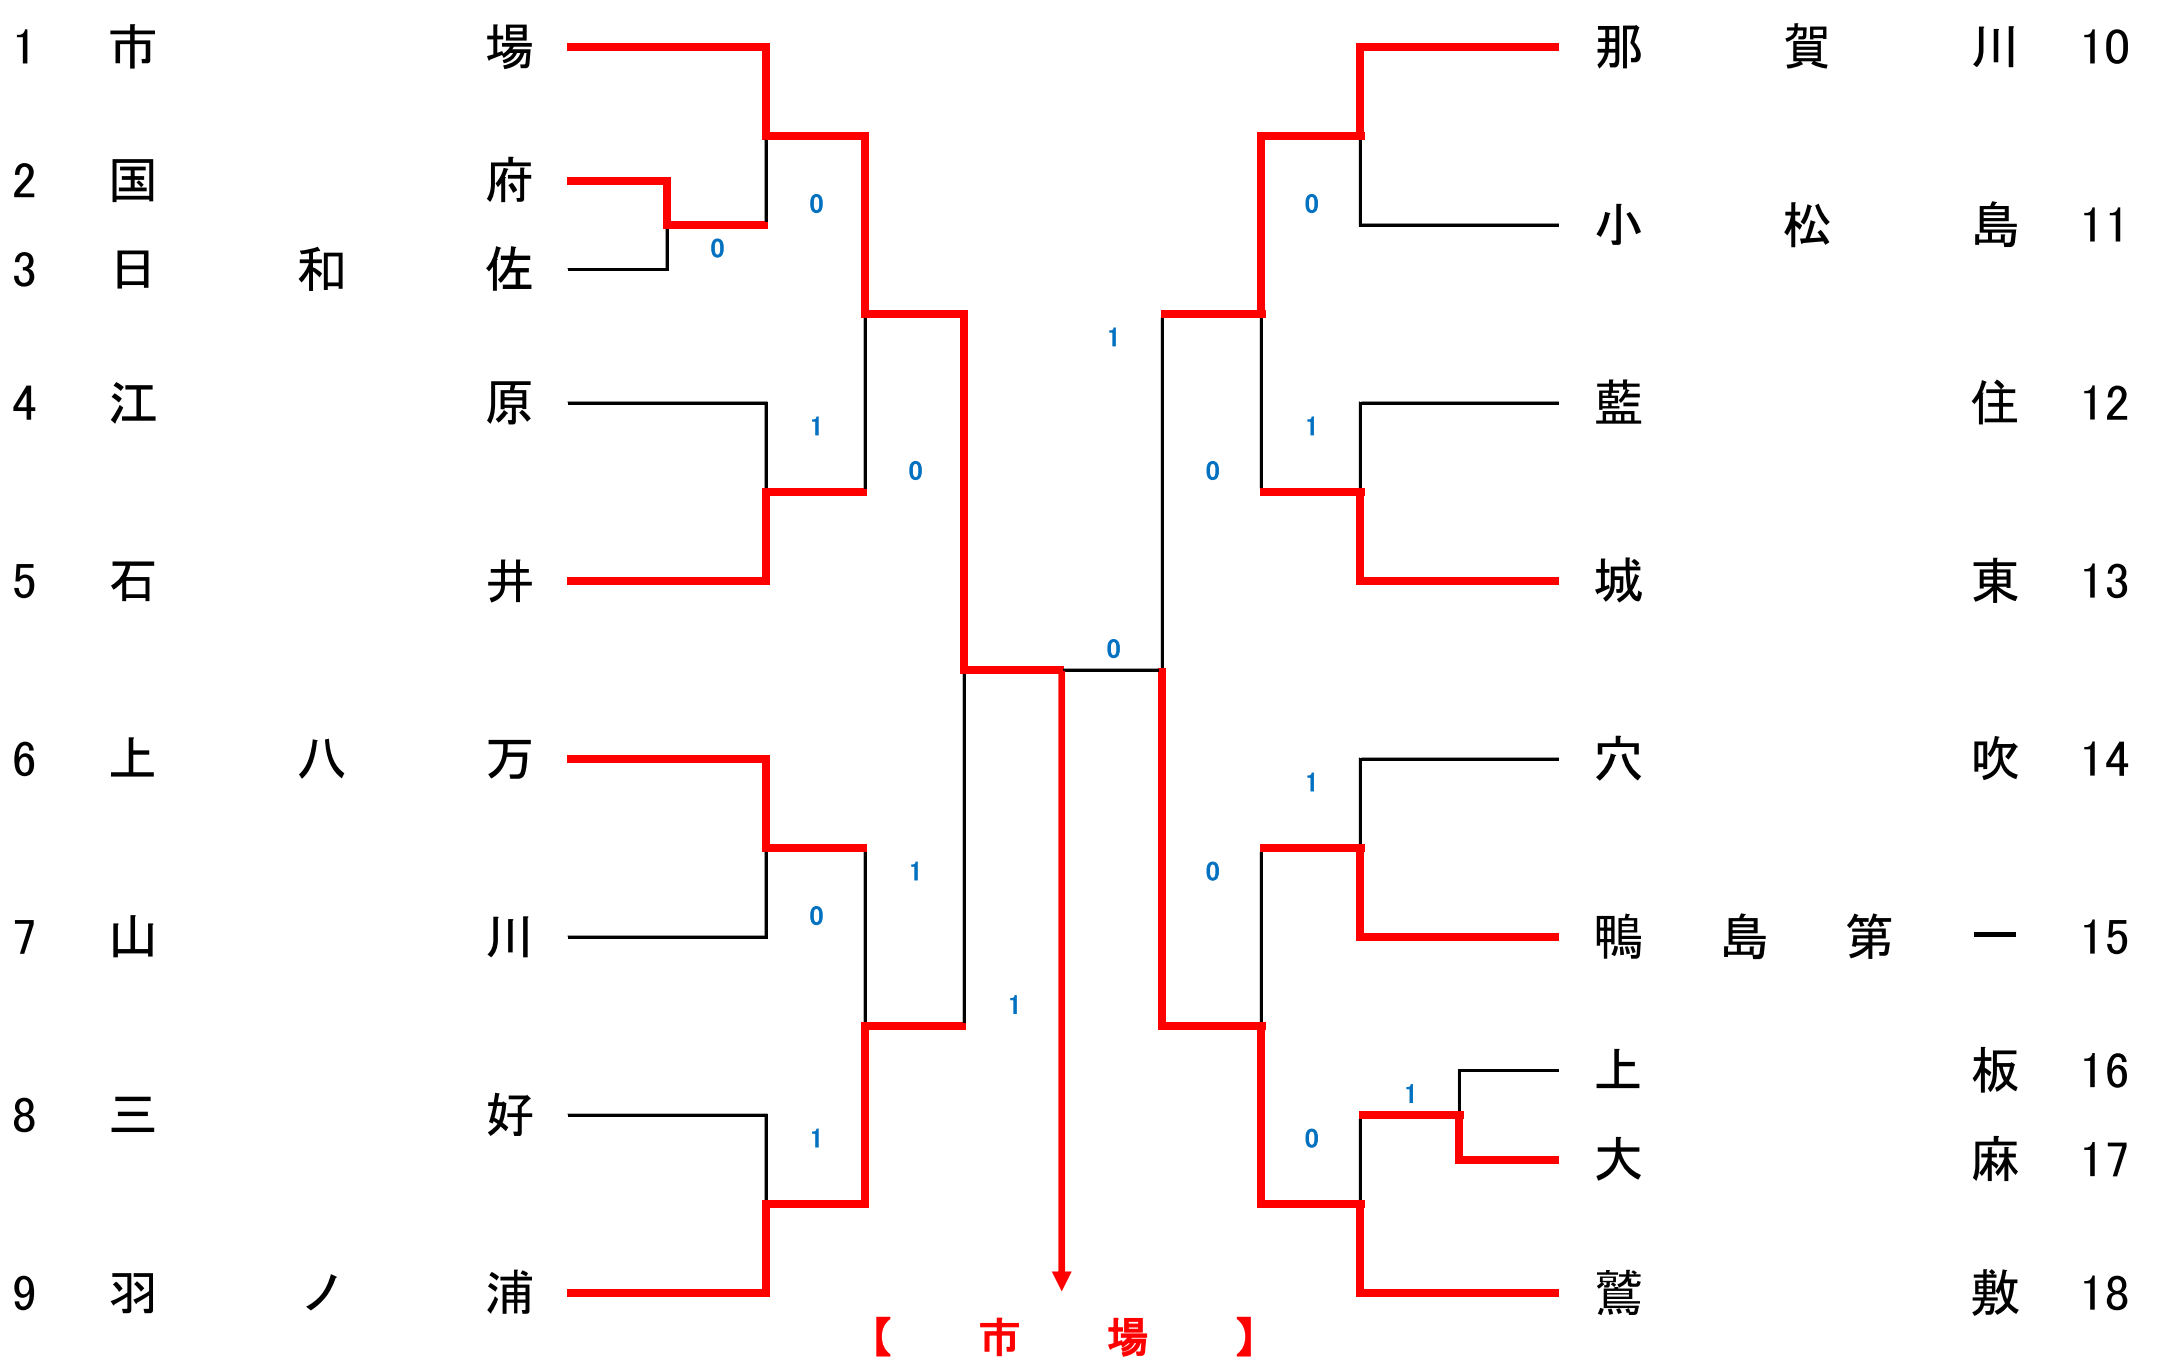 1 市場
那賀川 10
2 国府
0
0
小松島 11
0
3 日和佐
1
4 江原
藍住 12
1
1
0
0
5 石井
城東 13
0
6 上八万
穴吹 14
1
1
0
7 山川
0
鴨島第一 15
1
上板 16
1
8 三好
1
0
大麻 17
9 羽ノ浦
鷲敷 18
【 市場 】